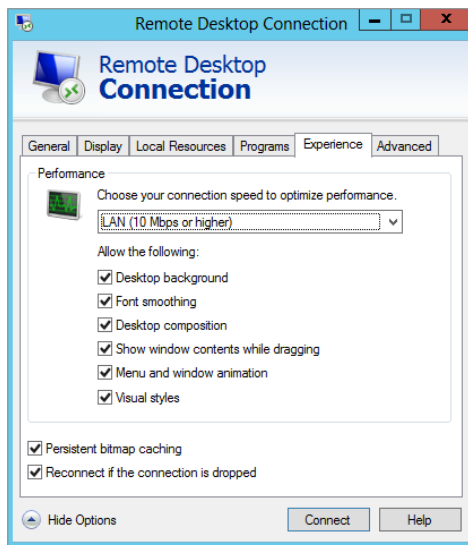 Remote Desktop Connection
Remote Desktop
Connection
General Display Local Resources Programs Experience Advanced
Performance
Choose your connection speed to optimize performance.
LAN (10 Mbps or higher)
Allow the following:
Desktop background
Font smoothing
Desktop composition
Show window contents while dragging
Menu and window animation
Visual styles
Persistent bitmap caching
Reconnect if the connection is dropped
Hide Options Connect Help